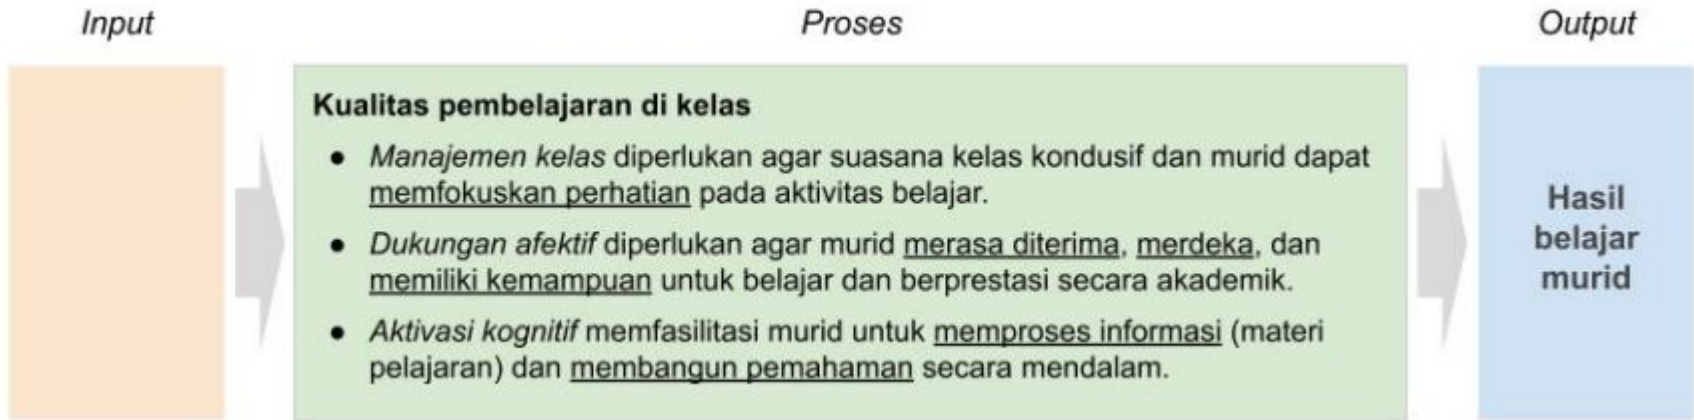 Input
Proses
Output
Kualitas pembelajaran di kelas
● Manajemen kelas diperlukan agar suasana kelas kondusif dan murid dapat
memfokuskan perhatian pada aktivitas belajar.
● Dukungan afektif diperlukan agar murid merasa diterima, merdeka, dan
memiliki kemampuan untuk belajar dan berprestasi secara akademik.
● Aktivasi kognitif memfasilitasi murid untuk memproses informasi (materi
pelajaran) dan membangun pemahaman secara mendalam.
Hasil
belajar
murid